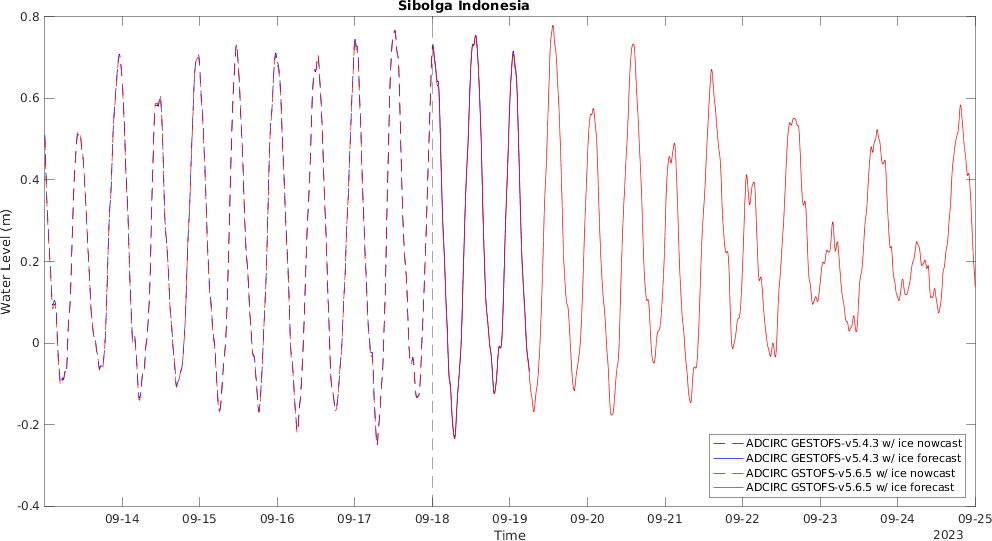 Sibolga Indonesia
0.8
0.6
0.4
0.2
0
-0.2
-0.4
Water Level (m)
ADCIRC GESTOFS-v5.4.3 w/ ice nowcast
ADCIRC GESTOFS-v5.4.3 w/ ice forecast
ADCIRC GSTOFS-v5.6.5 w/ ice nowcast
ADCIRC GSTOFS-v5.6.5 w/ ice forecast
09-14 09-15 09-16 09-17 09-18 09-19 09-20 09-21 09-22 09-23 09-24 09-25
Time
2023